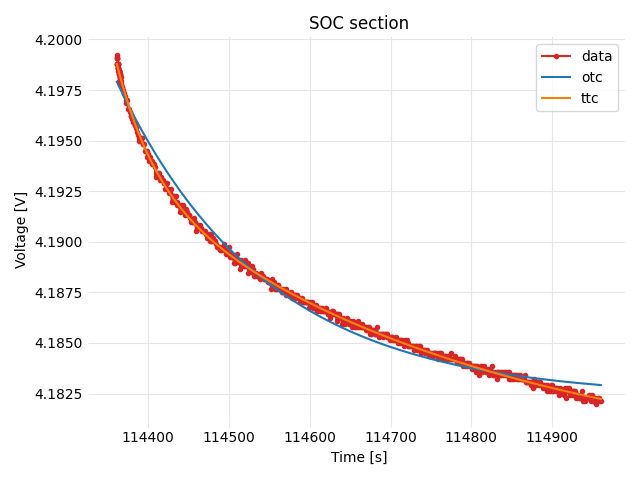 SOC section
4.2000
4.1975
4.1950
4.1925
4.1900
4.1875
4.1850
4.1825
Voltage [V]
data
otc
ttc
114400 114500 114600 114700 114800 114900
Time [s]